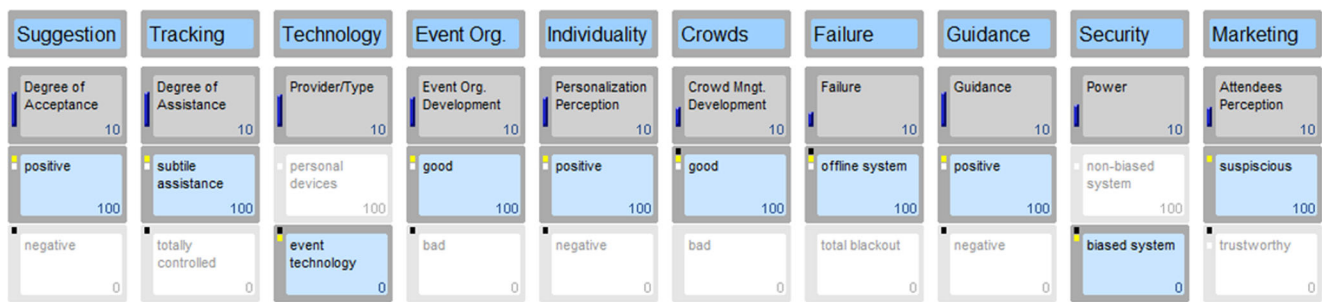 Suggestion Tracking Technology Event Org. Individuality Crowds Failure Guidance Security Marketing
Degree of Degree of Provider/Type Event Org. Personalization Crowd Mngt. Failure Guidance Power Attendees
Acceptance Assistance Development Perception Development Perception
10 10 10 10 10 10 10 10 10 10
positive subtile personal good positive good offline system positive non-biased suspiscious
assistance devices system
100 100 100 100 100 100 100 100 100 100
negative totally event bad negative bad total blackout negative biased system trustworthy
controlled technology
0 0 0 0 0 0 0 0 0 0